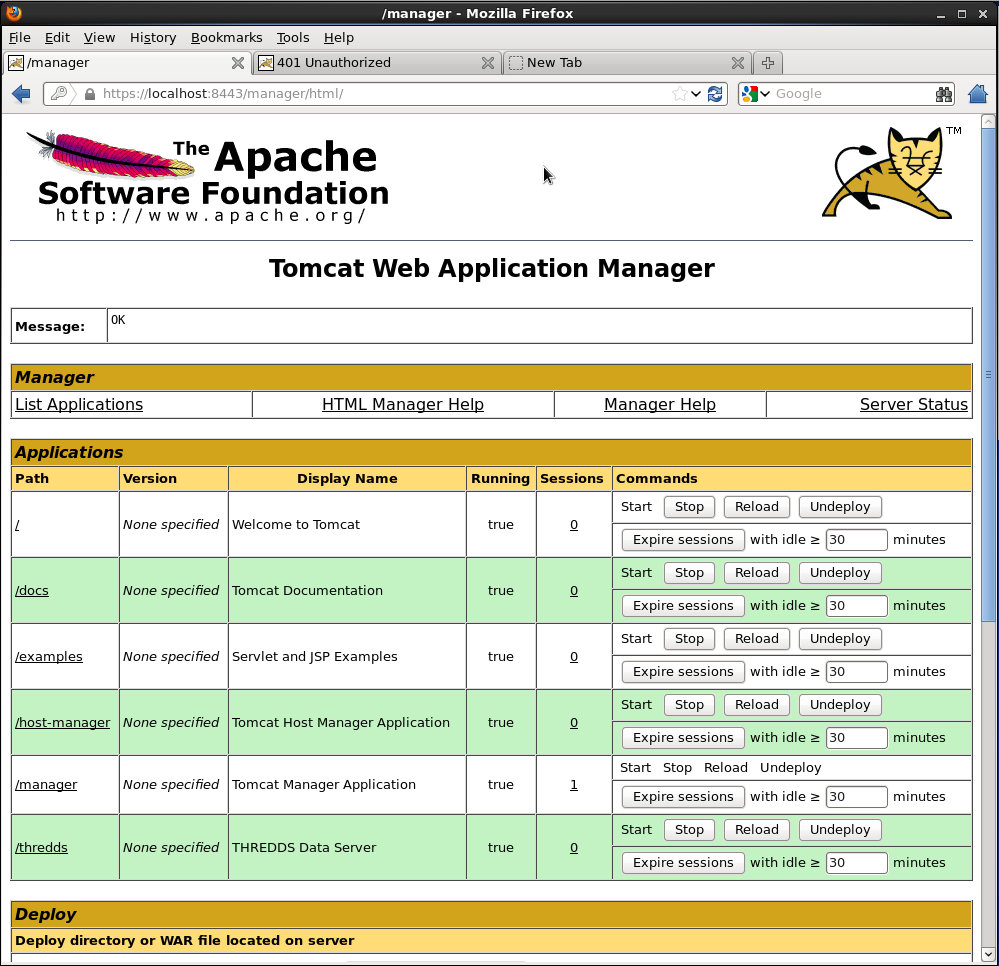 /manager - Mozilla Firefox
File Edit View History Bookmarks Tools Help
/manager 401 Unauthorized New Tab
https://localhost:8443/manager/html/ Google
The Apache
Software Foundation
http://www.apache.org/
TM
Tomcat Web Application Manager
Message: OK
Manager
List Applications HTML Manager Help Manager Help Server Status
Applications
Path Version Display Name Running Sessions Commands
/ None specified Welcome to Tomcat true 0 Start Stop Reload Undeploy
Expire sessions with idle ≥ 30 minutes
/docs None specified Tomcat Documentation true 0 Start Stop Reload Undeploy
Expire sessions with idle ≥ 30 minutes
/examples None specified Servlet and JSP Examples true 0 Start Stop Reload Undeploy
Expire sessions with idle ≥ 30 minutes
/host-manager None specified Tomcat Host Manager Application true 0 Start Stop Reload Undeploy
Expire sessions with idle ≥ 30 minutes
/manager None specified Tomcat Manager Application true 1 Start Stop Reload Undeploy
Expire sessions with idle ≥ 30 minutes
/thredds None specified THREDDS Data Server true 0 Start Stop Reload Undeploy
Expire sessions with idle ≥ 30 minutes
Deploy
Deploy directory or WAR file located on server